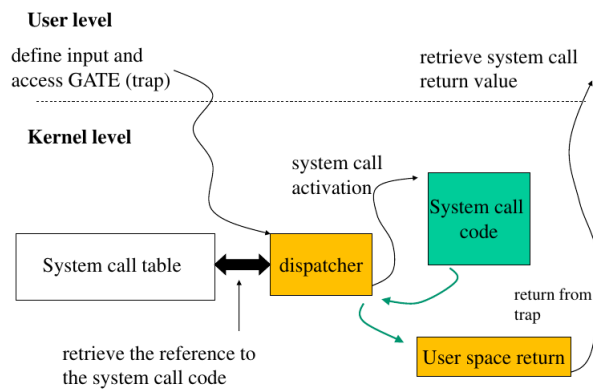 User level
define input and
access GATE (trap)
retrieve system call
return value
Kernel level
system call
activation
System call
code
System call table
dispatcher
return from
trap
retrieve the reference to
the system call code
User space return